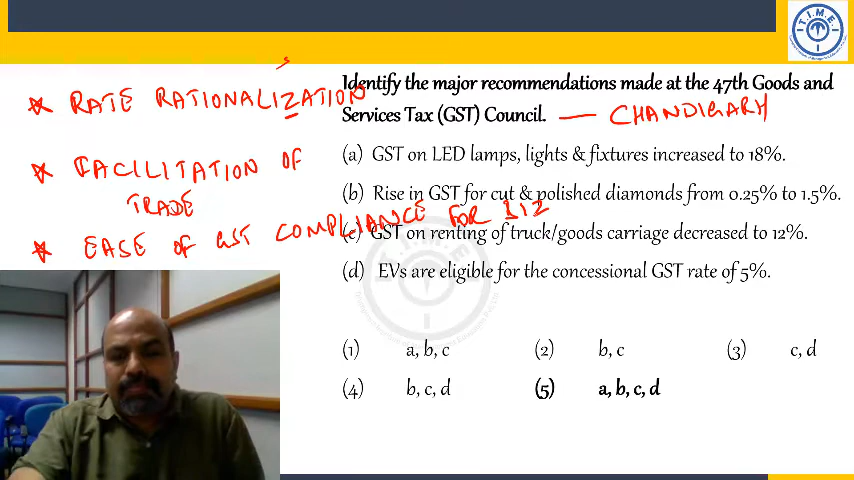 T.I.M.E.
Identify the major recommendations made at the 47th Goods and
Services Tax (GST) Council. — CHANDIGARH
(a) GST on LED lamps, lights & fixtures increased to 18%.
(b) Rise in GST for cut & polished diamonds from 0.25% to 1.5%.
(c) GST on renting of truck/goods carriage decreased to 12%.
(d) EVs are eligible for the concessional GST rate of 5%.
(1) a, b, c (2) b, c (3) c, d
(4) b, c, d (5) a, b, c, d
* RATE RATIONALIZATION
* FACILITATION OF
TRADE
* EASE OF GST COMPLIANCE FOR